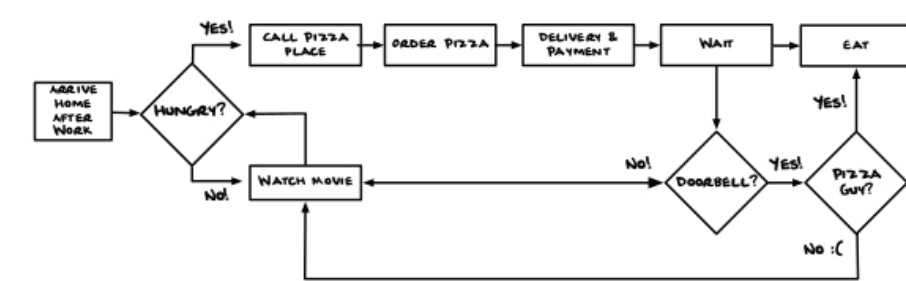 YES!
CALL PIZZA
PLACE
ORDER PIZZA
DELIVERY &
PAYMENT
WAIT
EAT
ARRIVE
HOME
AFTER
WORK
HUNGRY?
YES!
NO!
WATCH MOVIE
NO!
DOORBELL?
YES!
PIZZA
GUY?
NO :(